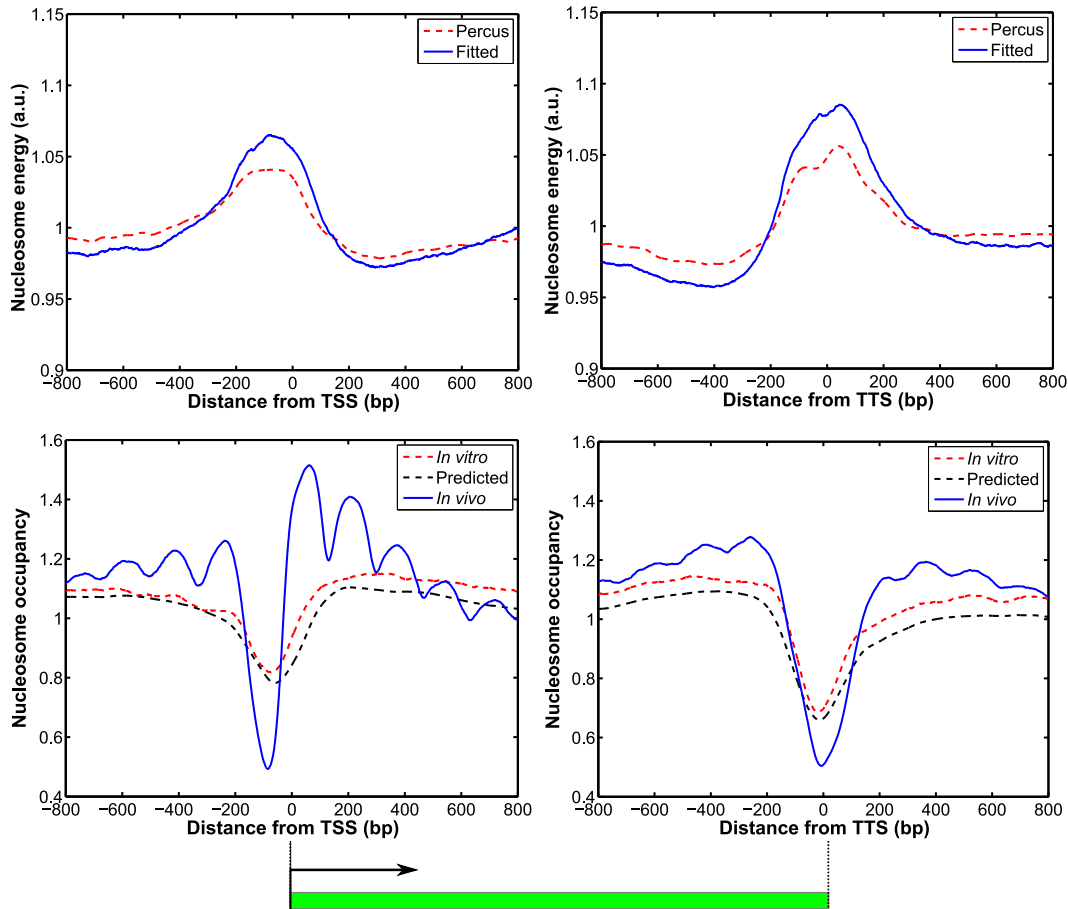 1.15
1.1
1.05
1
0.95
0.9
Nucleosome energy (a.u.)
Percus
Fitted
−800 −600 −400 −200 0 200 400 600 800
Distance from TSS (bp)
1.15
1.1
1.05
1
0.95
0.9
Nucleosome energy (a.u.)
Percus
Fitted
−800 −600 −400 −200 0 200 400 600 800
Distance from TTS (bp)
1.6
1.4
1.2
1
0.8
0.6
0.4
Nucleosome occupancy
In vitro
Predicted
In vivo
−800 −600 −400 −200 0 200 400 600 800
Distance from TSS (bp)
1.6
1.4
1.2
1
0.8
0.6
0.4
Nucleosome occupancy
In vitro
Predicted
In vivo
−800 −600 −400 −200 0 200 400 600 800
Distance from TTS (bp)